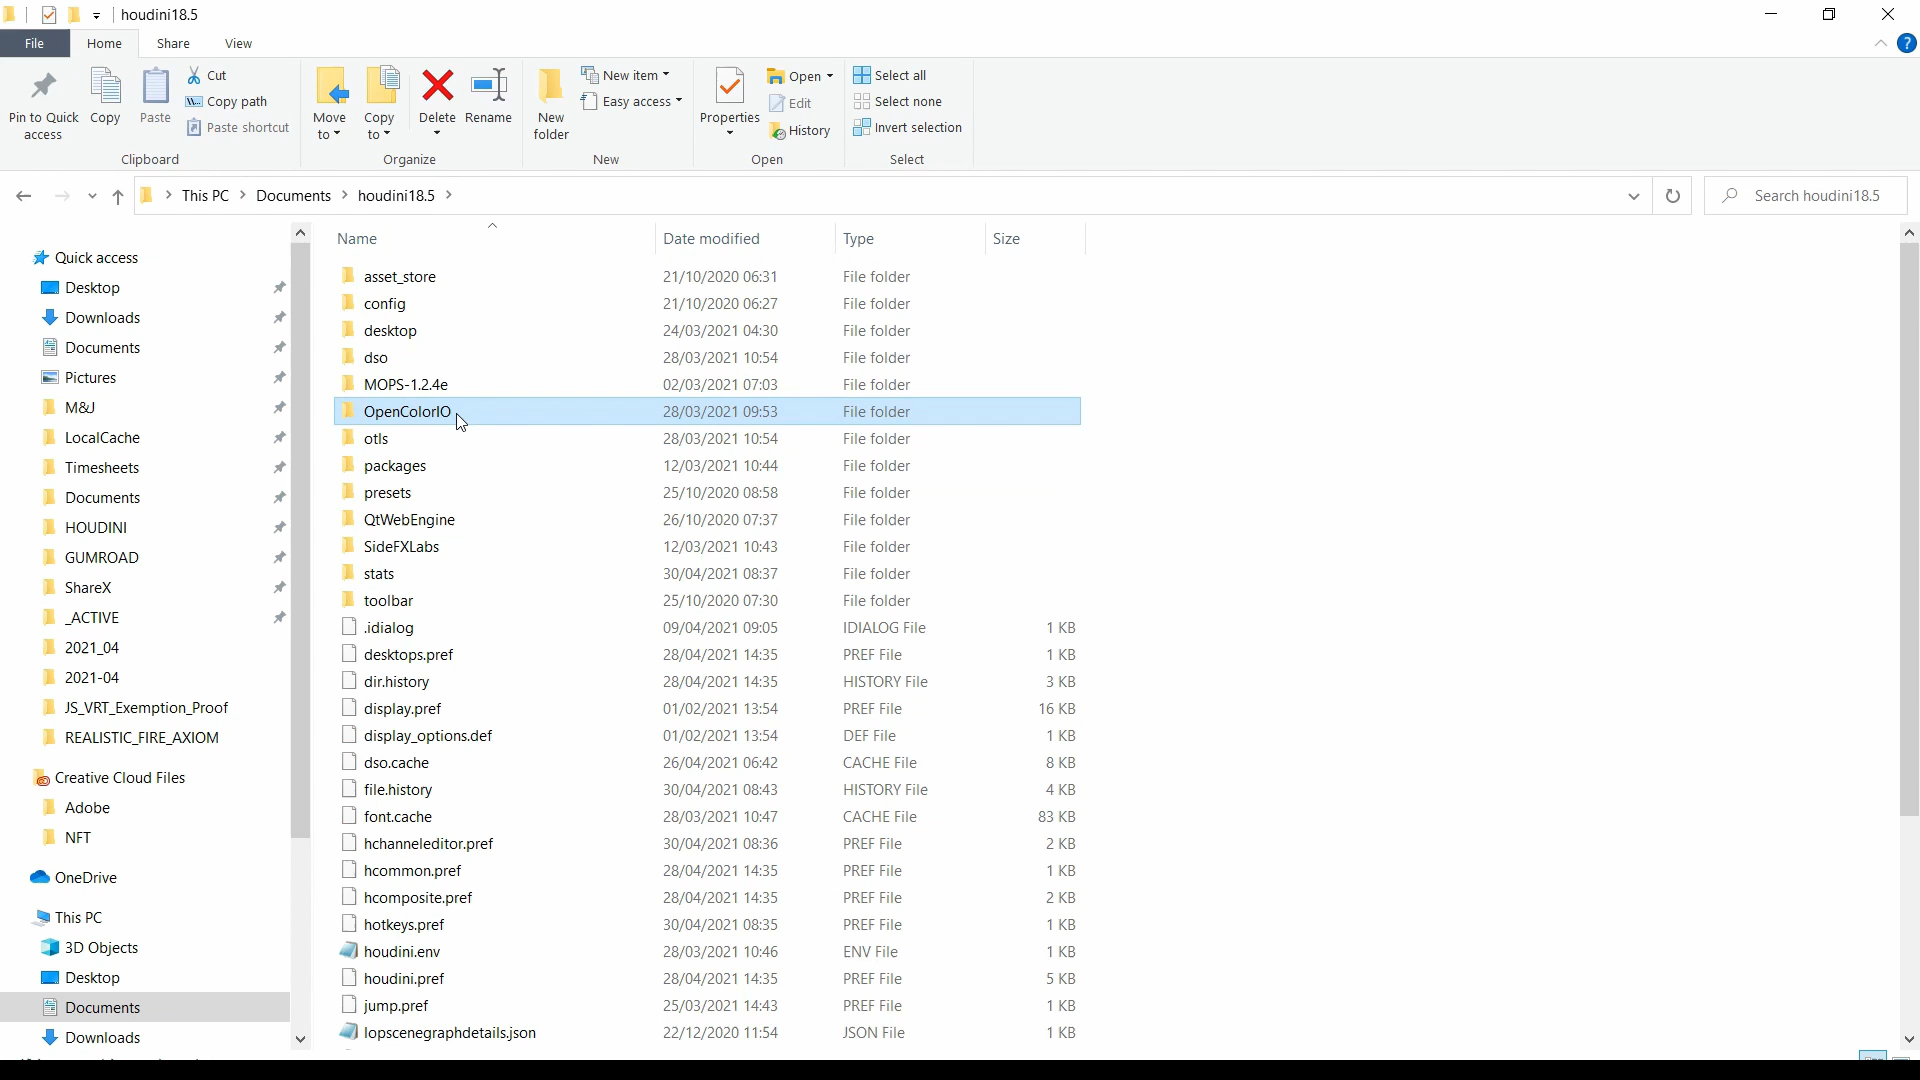 houdini18.5
File Home Share View
Pin to Quick access
Copy
Paste
Cut
Copy path
Paste shortcut
Clipboard
Move to
Copy to
Delete
Rename
Organize
New folder
New item
Easy access
New
Properties
Open
Edit
History
Open
Select all
Select none
Invert selection
Select
This PC > Documents > houdini18.5 >
Search houdini18.5
Quick access
Desktop
Downloads
Documents
Pictures
M&J
LocalCache
Timesheets
Documents
HOUDINI
GUMROAD
ShareX
_ACTIVE
2021_04
2021-04
JS_VRT_Exemption_Proof
REALISTIC_FIRE_AXIOM
Creative Cloud Files
Adobe
NFT
OneDrive
This PC
3D Objects
Desktop
Documents
Downloads
Name Date modified Type Size
asset_store 21/10/2020 06:31 File folder
config 21/10/2020 06:27 File folder
desktop 24/03/2021 04:30 File folder
dso 28/03/2021 10:54 File folder
MOPS-1.2.4e 02/03/2021 07:03 File folder
OpenColorIO 28/03/2021 09:53 File folder
otls 28/03/2021 10:54 File folder
packages 12/03/2021 10:44 File folder
presets 25/10/2020 08:58 File folder
QtWebEngine 26/10/2020 07:37 File folder
SideFXLabs 12/03/2021 10:43 File folder
stats 30/04/2021 08:37 File folder
toolbar 25/10/2020 07:30 File folder
.idialog 09/04/2021 09:05 IDIALOG File 1 KB
desktops.pref 28/04/2021 14:35 PREF File 1 KB
dir.history 28/04/2021 14:35 HISTORY File 3 KB
display.pref 01/02/2021 13:54 PREF File 16 KB
display_options.def 01/02/2021 13:54 DEF File 1 KB
dso.cache 26/04/2021 06:42 CACHE File 8 KB
file.history 30/04/2021 08:43 HISTORY File 4 KB
font.cache 28/03/2021 10:47 CACHE File 83 KB
hchanneleditor.pref 30/04/2021 08:36 PREF File 2 KB
hcommon.pref 28/04/2021 14:35 PREF File 1 KB
hcomposite.pref 28/04/2021 14:35 PREF File 2 KB
hotkeys.pref 30/04/2021 08:35 PREF File 1 KB
houdini.env 28/03/2021 10:46 ENV File 1 KB
houdini.pref 28/04/2021 14:35 PREF File 5 KB
jump.pref 25/03/2021 14:43 PREF File 1 KB
lopscenegraphdetails.json 22/12/2020 11:54 JSON File 1 KB